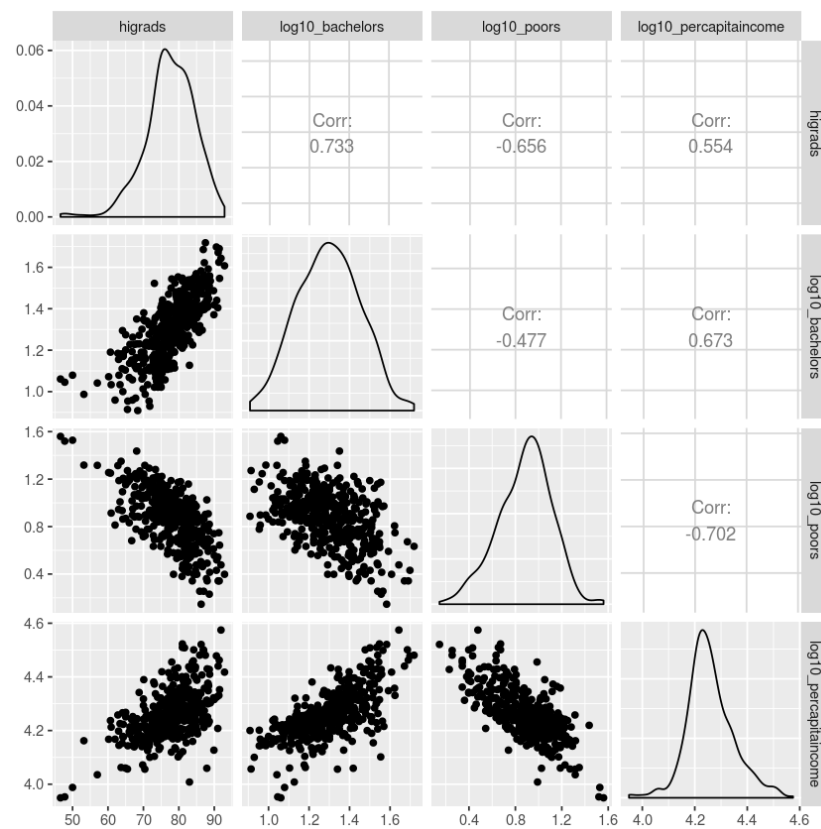 higrads
log10_bachelors
log10_poors
log10_percapitaincome
0.06
0.04
0.02
0.00
Corr:
0.733
Corr:
-0.656
Corr:
0.554
higrads
1.6
1.4
1.2
1.0
Corr:
-0.477
Corr:
0.673
log10_bachelors
1.6
1.2
0.8
0.4
Corr:
-0.702
log10_poors
4.6
4.4
4.2
4.0
log10_percapitaincome
50 60 70 80 90
1.0 1.2 1.4 1.6
0.4 0.8 1.2 1.6
4.0 4.2 4.4 4.6